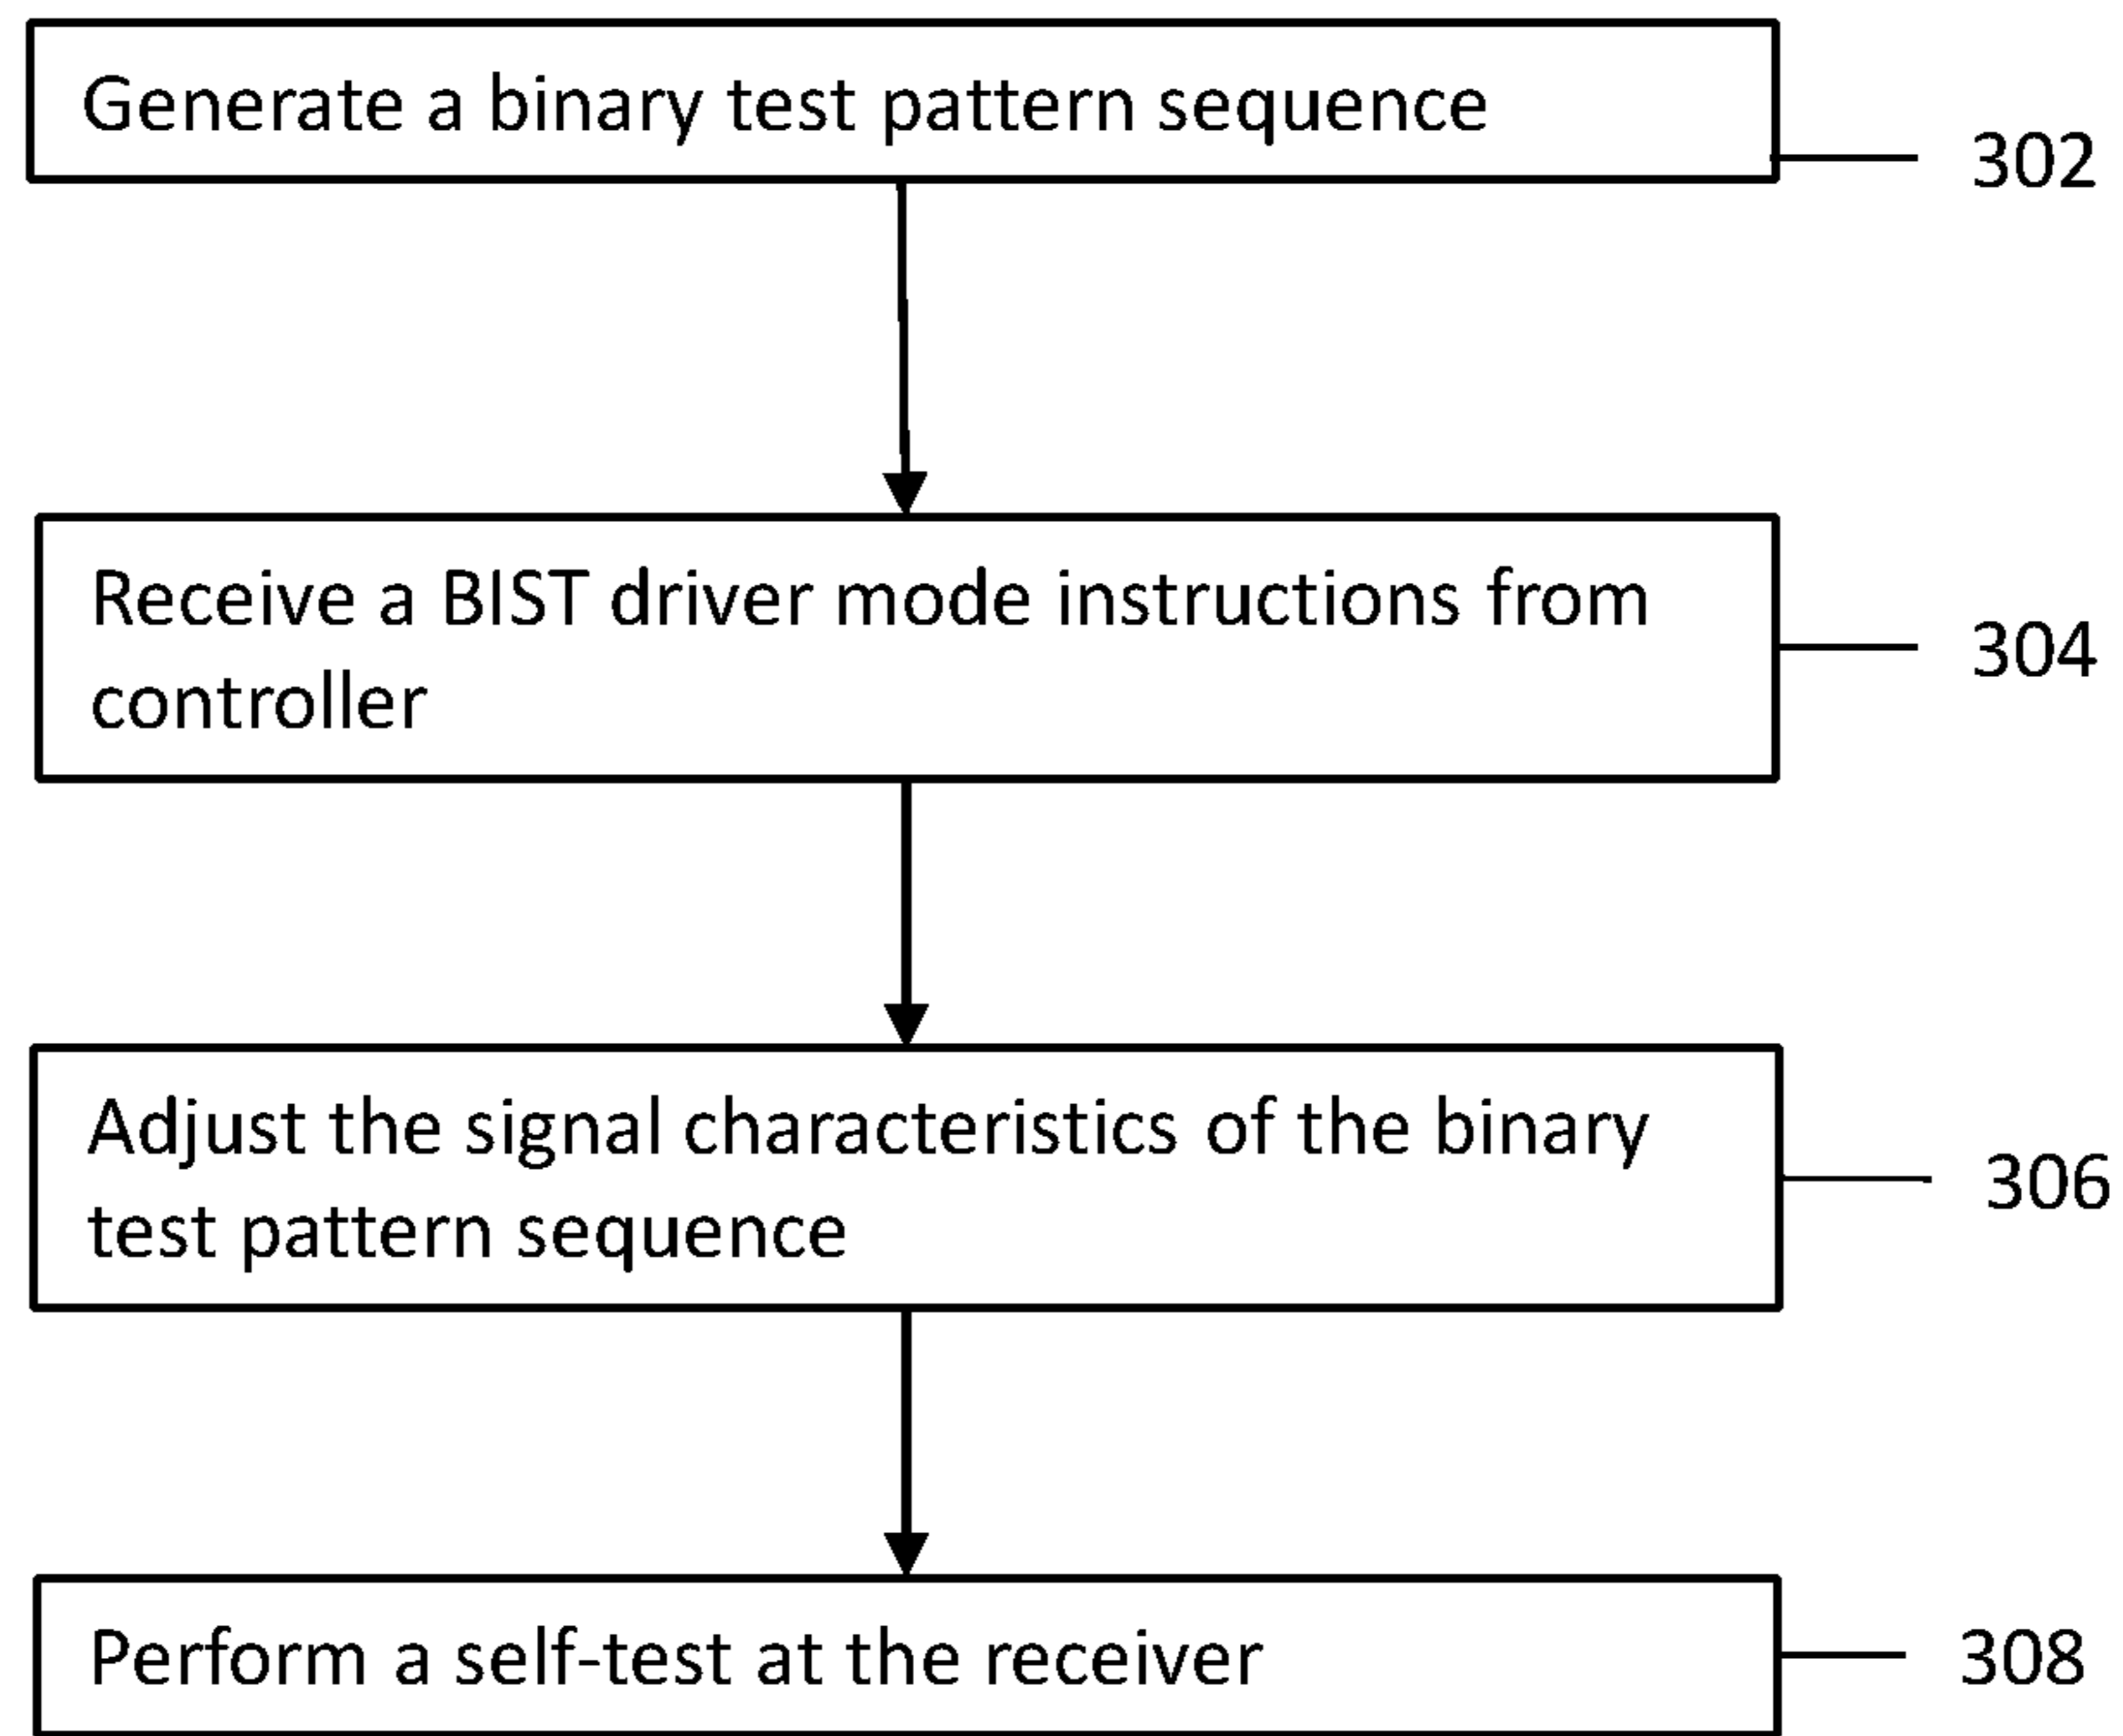 Generate a binary test pattern sequence
302
Receive a BIST driver mode instructions from
controller
304
Adjust the signal characteristics of the binary
test pattern sequence
306
Perform a self-test at the receiver
308